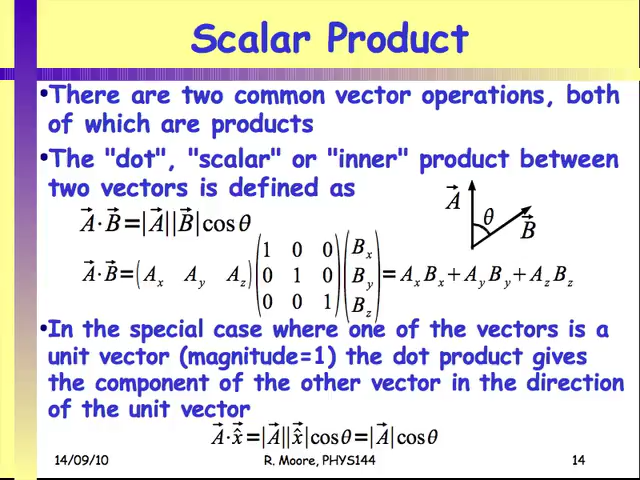 Scalar Product
•There are two common vector operations, both
of which are products
•The "dot", "scalar" or "inner" product between
two vectors is defined as
A⃗·B⃗=|A⃗||B⃗|cosθ
A⃗
θ
B⃗
A⃗·B⃗=(Aₓ A_y A_z)(1 0 0 0 1 0 0 0 1)(Bₓ B_y B_z)=AₓBₓ+A_yB_y+A_zB_z
•In the special case where one of the vectors is a
unit vector (magnitude=1) the dot product gives
the component of the other vector in the direction
of the unit vector
A⃗·x̂⃗=|A⃗||x̂⃗|cosθ=|A⃗|cosθ
14/09/10 R. Moore, PHYS144 14